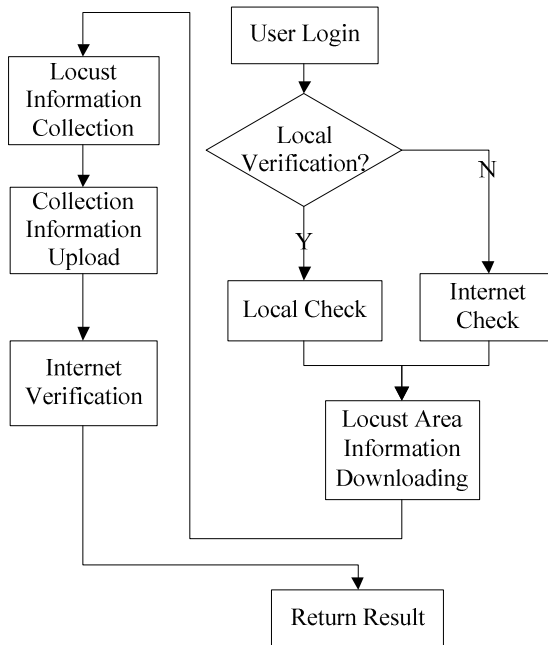 User Login
Local
Verification?
N
Y
Local Check
Internet
Check
Locust Area
Information
Downloading
Locust
Information
Collection
Collection
Information
Upload
Internet
Verification
Return Result